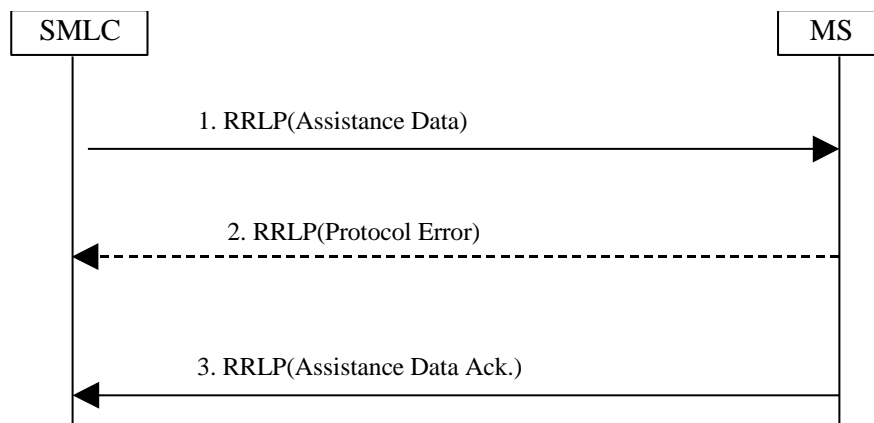 SMLC
MS
1. RRLP(Assistance Data)
2. RRLP(Protocol Error)
3. RRLP(Assistance Data Ack.)